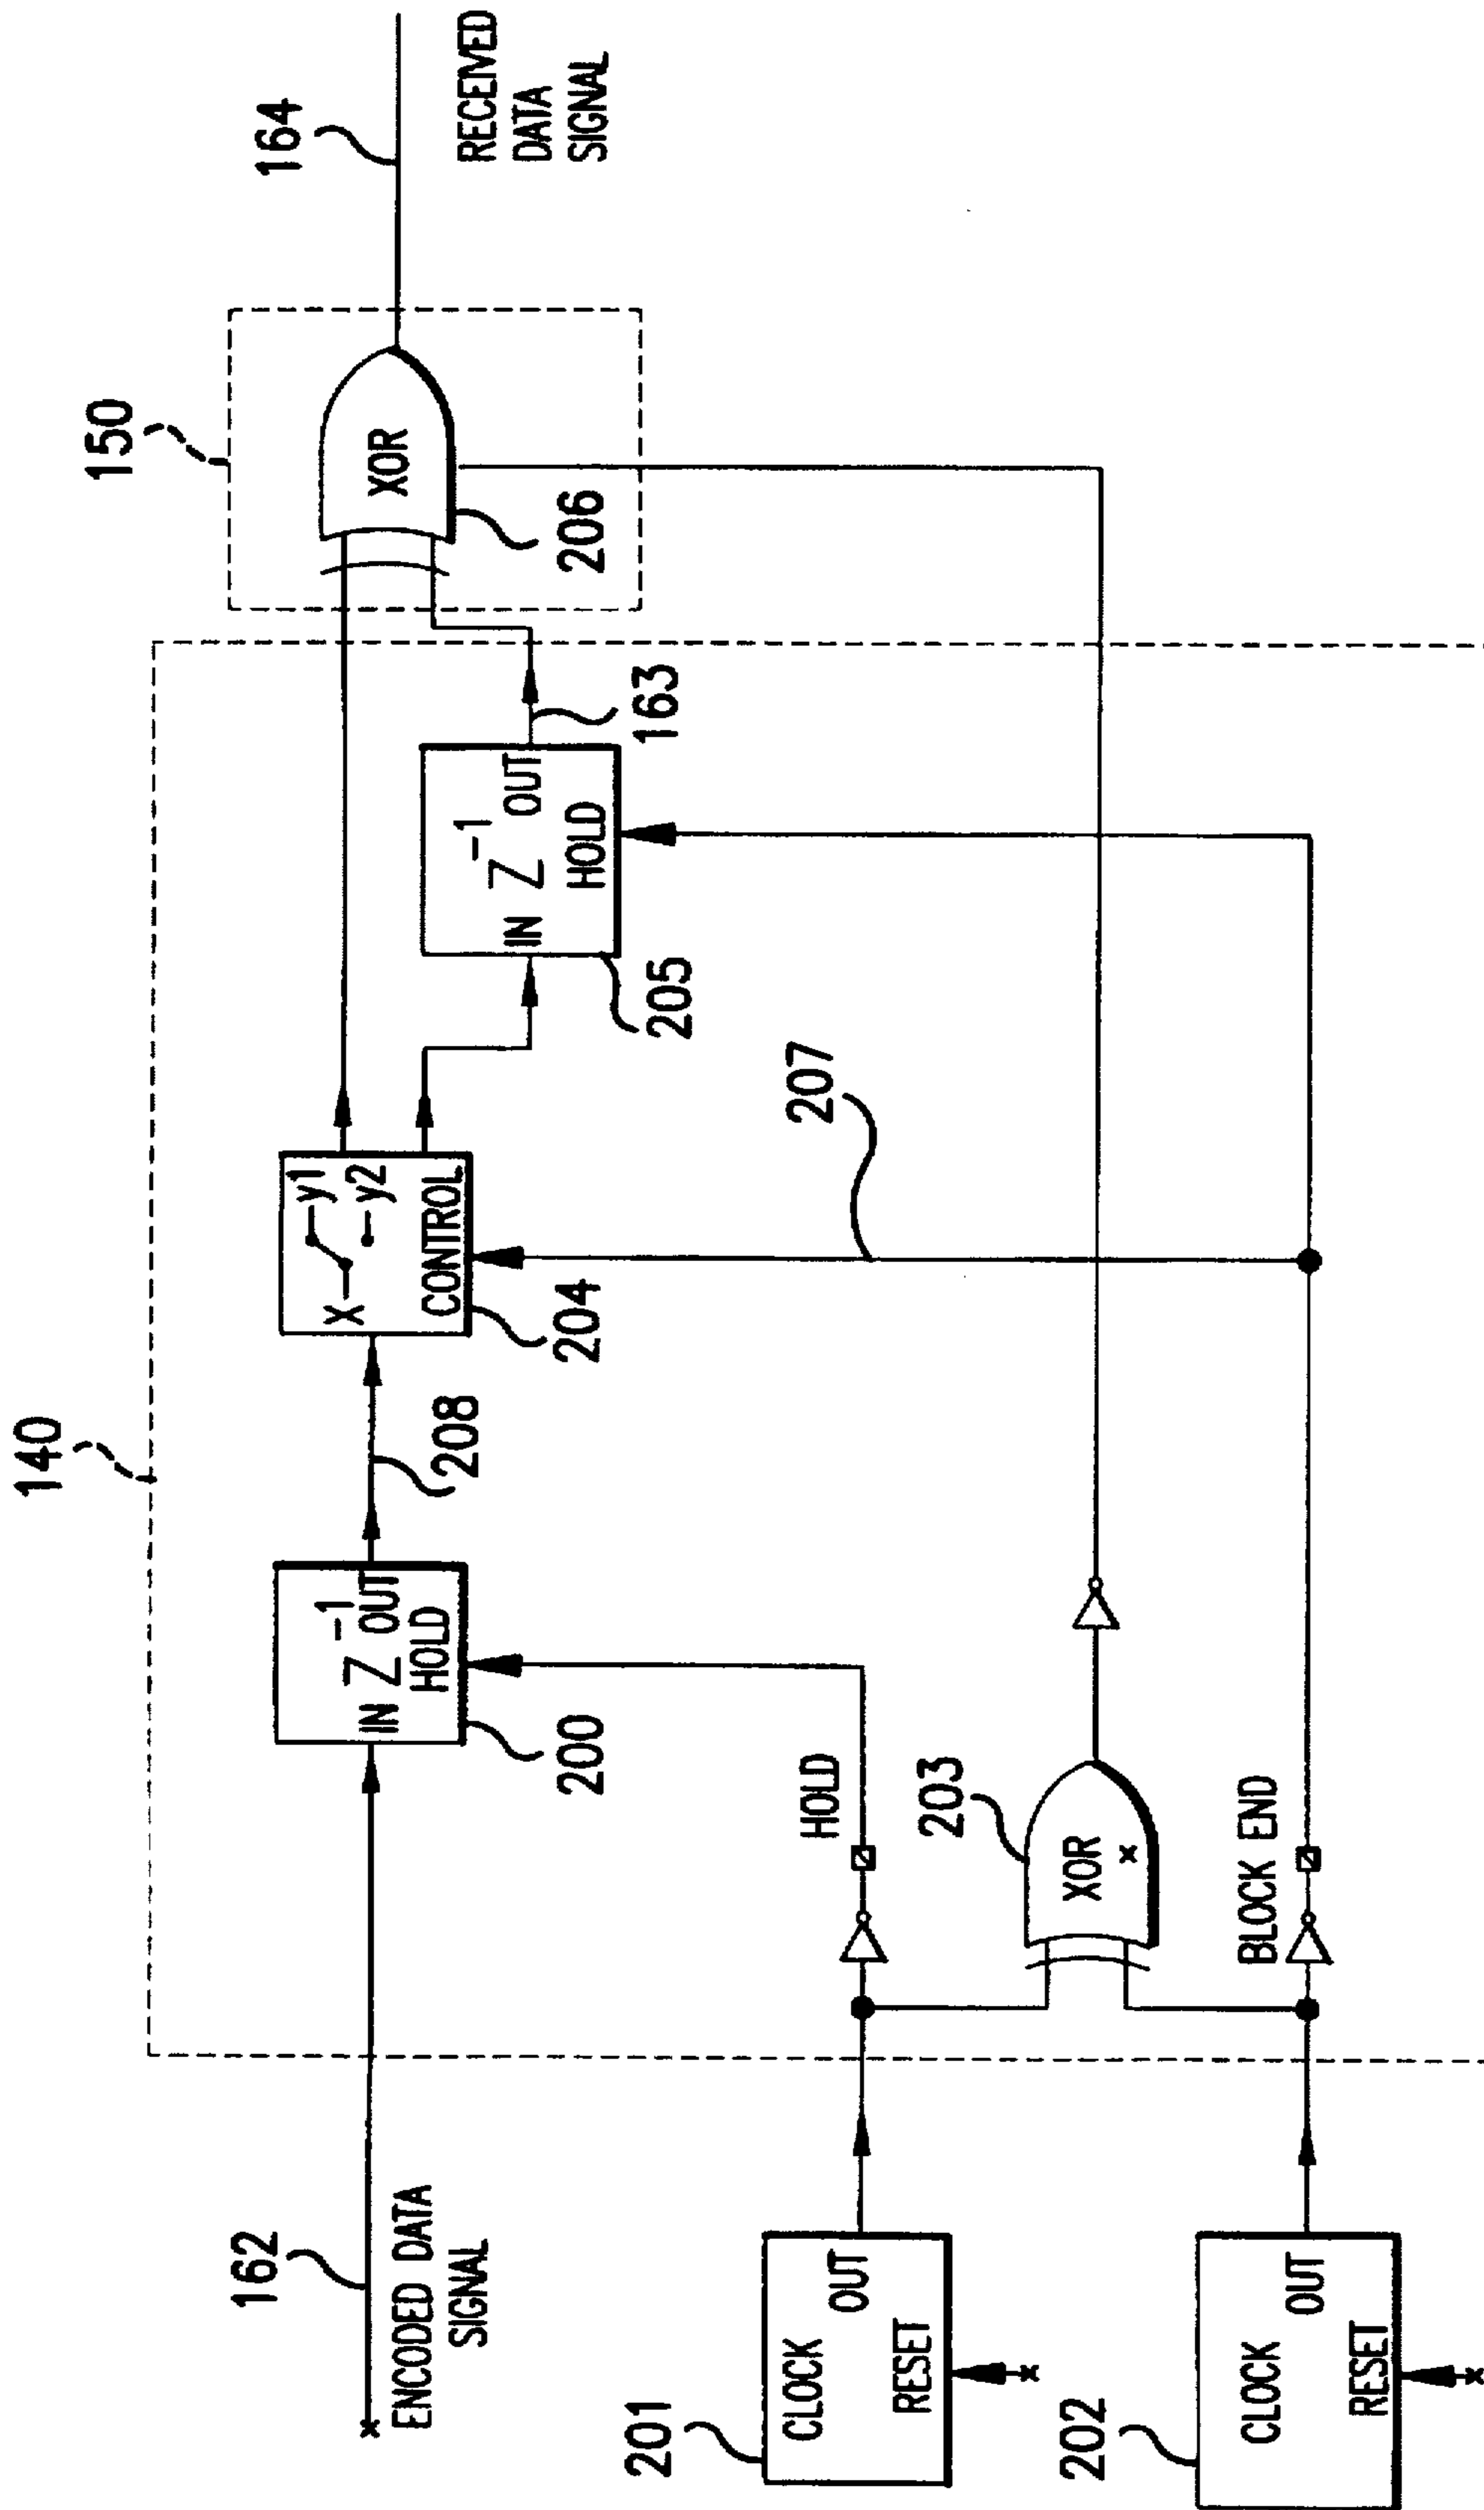 140
150
164
RECEIVED
DATA
SIGNAL
162
ENCODED DATA
SIGNAL
IN Z-1 OUT
HOLD
200
208
X
y1
y2
CONTROL
204
IN Z-1 OUT
HOLD
205
163
XOR
206
207
201
CLOCK
OUT
RESET
x
HOLD
203
XOR
x
202
CLOCK
OUT
RESET
x
BLOCK END
x